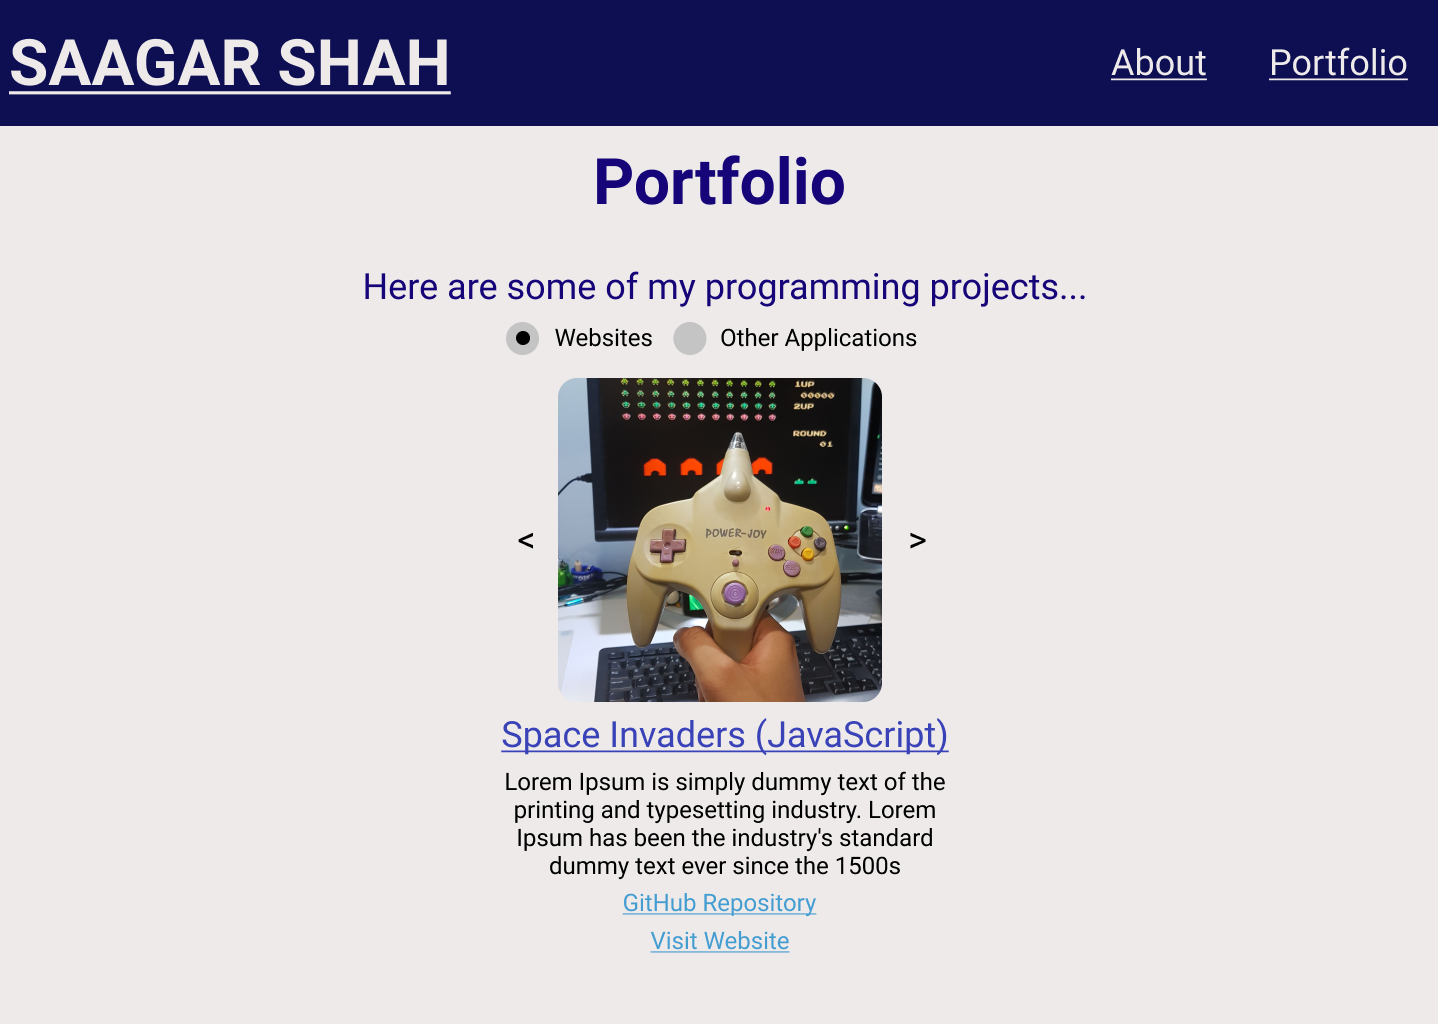 SAAGAR SHAH
About
Portfolio
Portfolio
Here are some of my programming projects...
Websites
Other Applications
1UP
00000
2UP
ROUND
01
POWER-JOY
<
>
Space Invaders (JavaScript)
Lorem Ipsum is simply dummy text of the
printing and typesetting industry. Lorem
Ipsum has been the industry's standard
dummy text ever since the 1500s
GitHub Repository
Visit Website